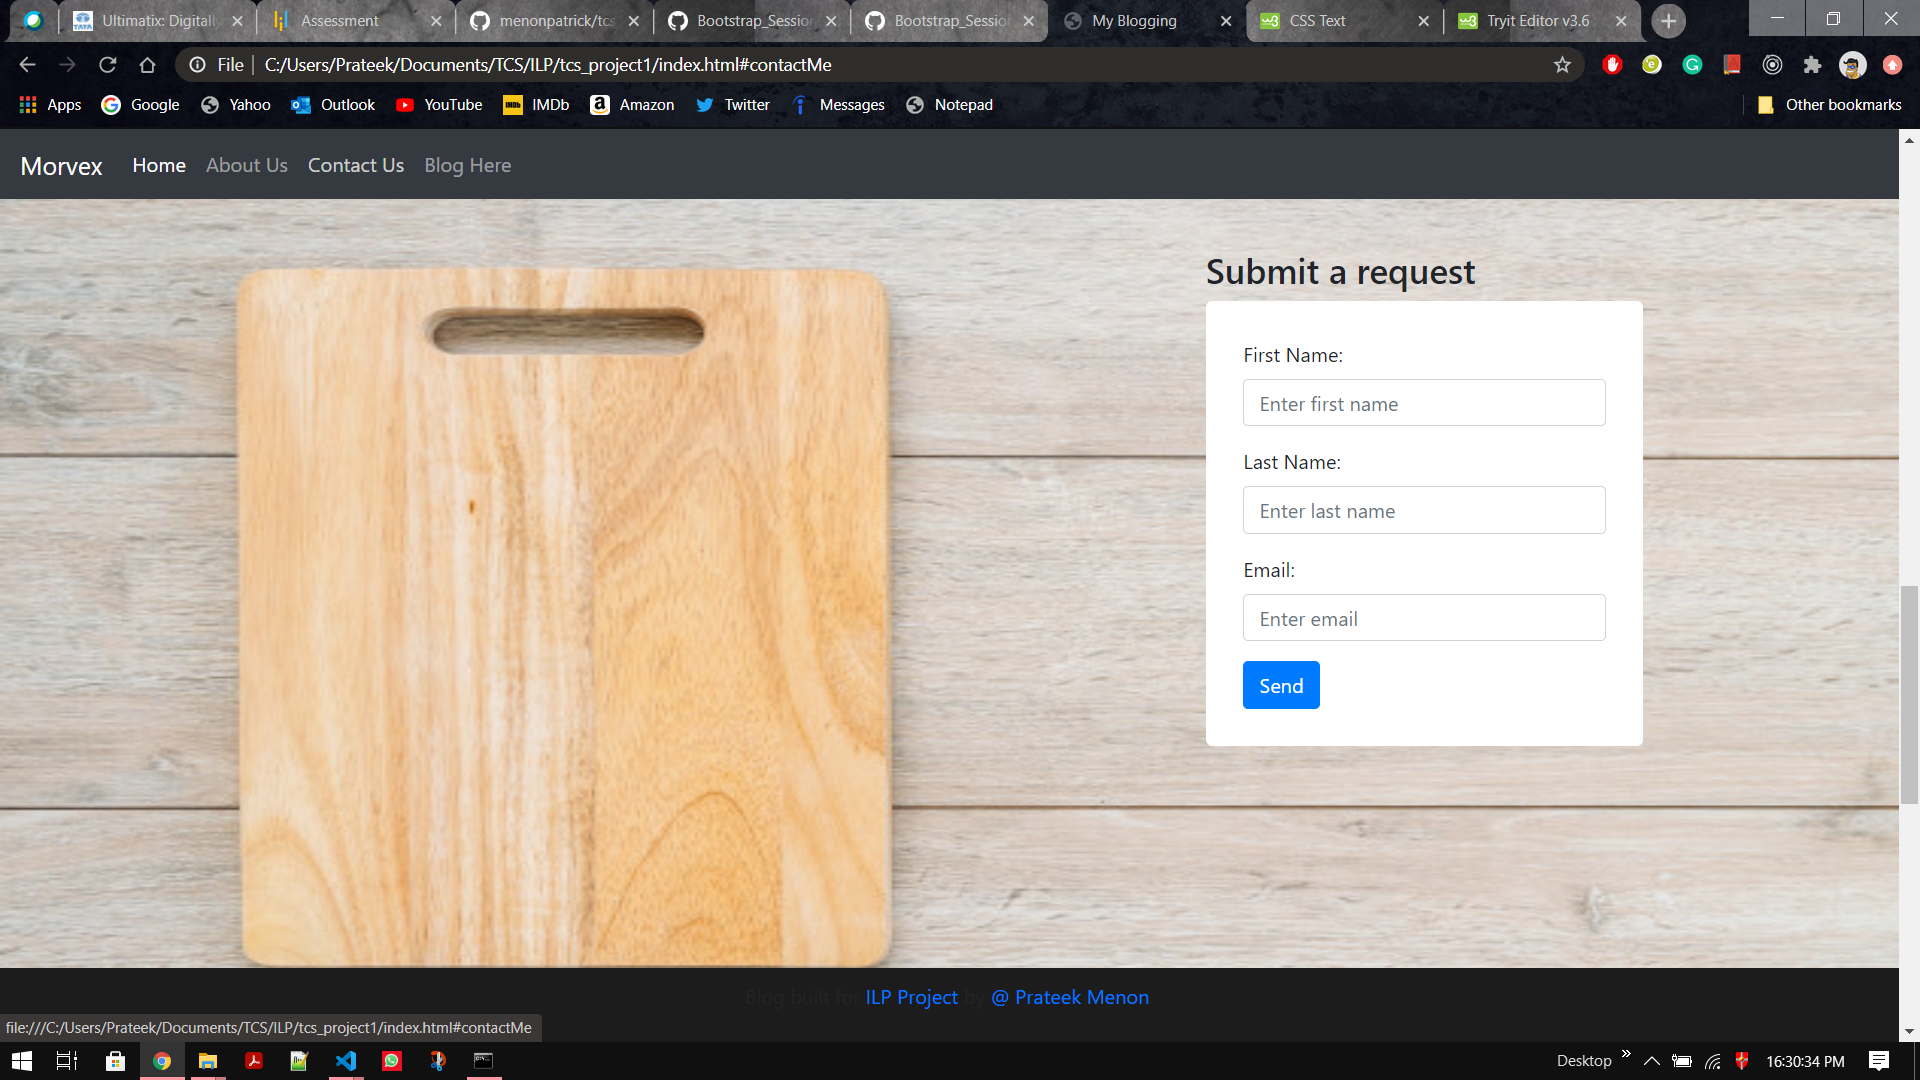 Ultimatix: Digitall
Assessment
menonpatrick/tcs
Bootstrap_Session
Bootstrap_Session
My Blogging
CSS Text
Tryit Editor v3.6
File
C:/Users/Prateek/Documents/TCS/ILP/tcs_project1/index.html#contactMe
Apps
Google
Yahoo
Outlook
YouTube
IMDb
Amazon
Twitter
Messages
Notepad
Other bookmarks
Morvex
Home
About Us
Contact Us
Blog Here
Submit a request
First Name:
Enter first name
Last Name:
Enter last name
Email:
Enter email
Send
Blog built for ILP Project by @ Prateek Menon
file:///C:/Users/Prateek/Documents/TCS/ILP/tcs_project1/index.html#contactMe
Desktop
16:30:34 PM